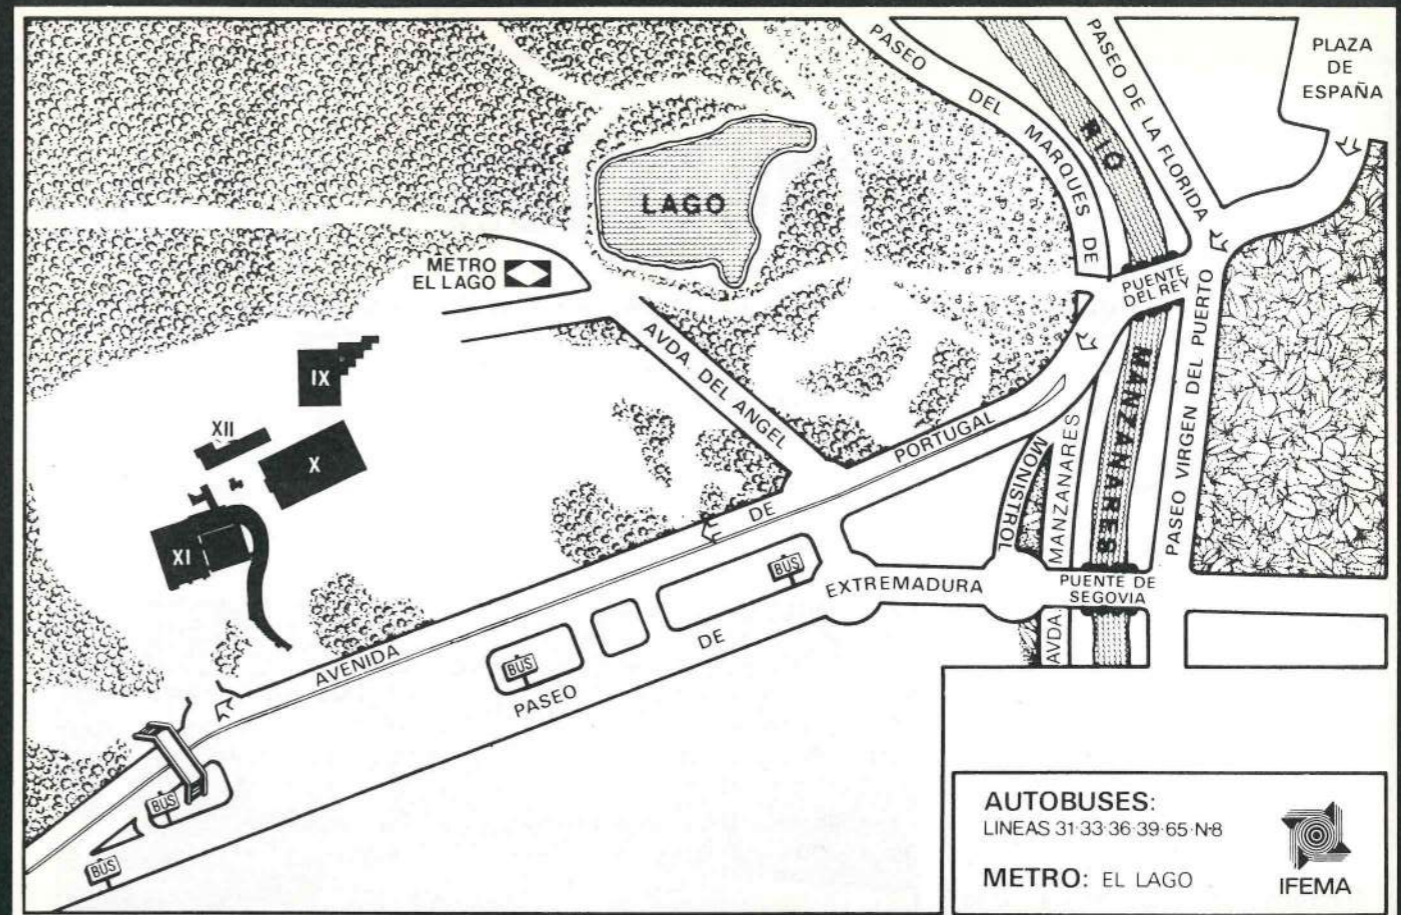 PLAZA
DE
ESPAÑA
PASEO DE LA FLORIDA
PASEO DEL MARQUES DE MONISTROL
RIO MANZANARES
LAGO
METRO
EL LAGO
PUENTE
DEL REY
PASEO VIRGEN DEL PUERTO
AVDA. DEL ANGEL
IX
XII
X
XI
AVENIDA DE PORTUGAL
AVDA MANZANARES
PUENTE DE
SEGOVIA
PASEO DE EXTREMADURA
BUS
BUS
BUS
BUS
AUTOBUSES:
LINEAS 31·33·36·39·65·N-8
METRO: EL LAGO
IFEMA